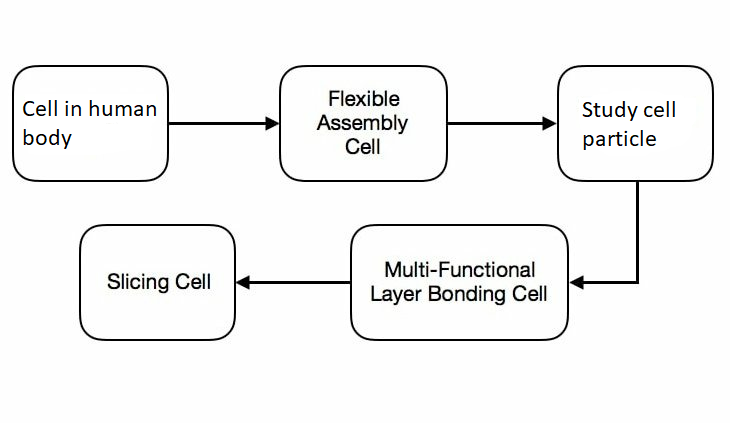 Cell in human
body
Flexible
Assembly
Cell
Study cell
particle
Multi-Functional
Layer Bonding Cell
Slicing Cell